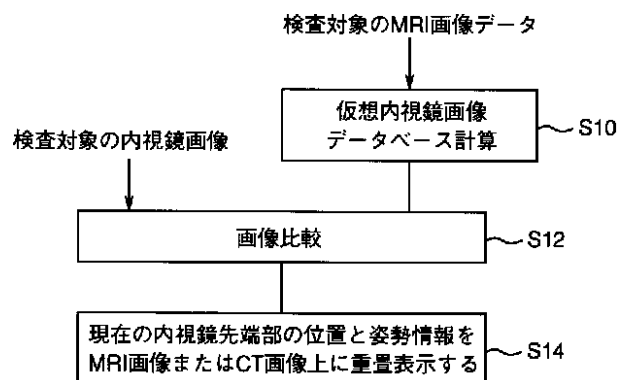 検査対象のMRI画像データ
仮想内視鏡画像
データベース計算
S10
検査対象の内視鏡画像
画像比較
S12
現在の内視鏡先端部の位置と姿勢情報を
MRI画像またはCT画像上に重畳表示する
S14